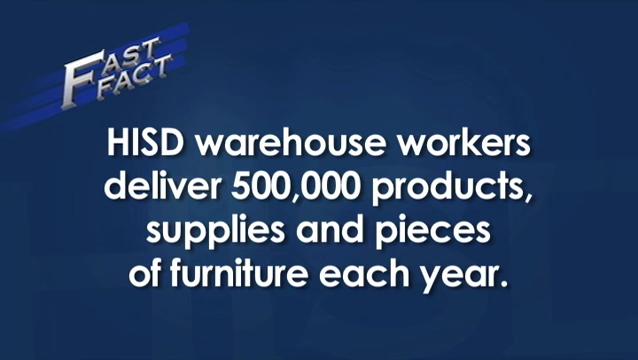 FAST
FACT
HISD warehouse workers
deliver 500,000 products,
supplies and pieces
of furniture each year.